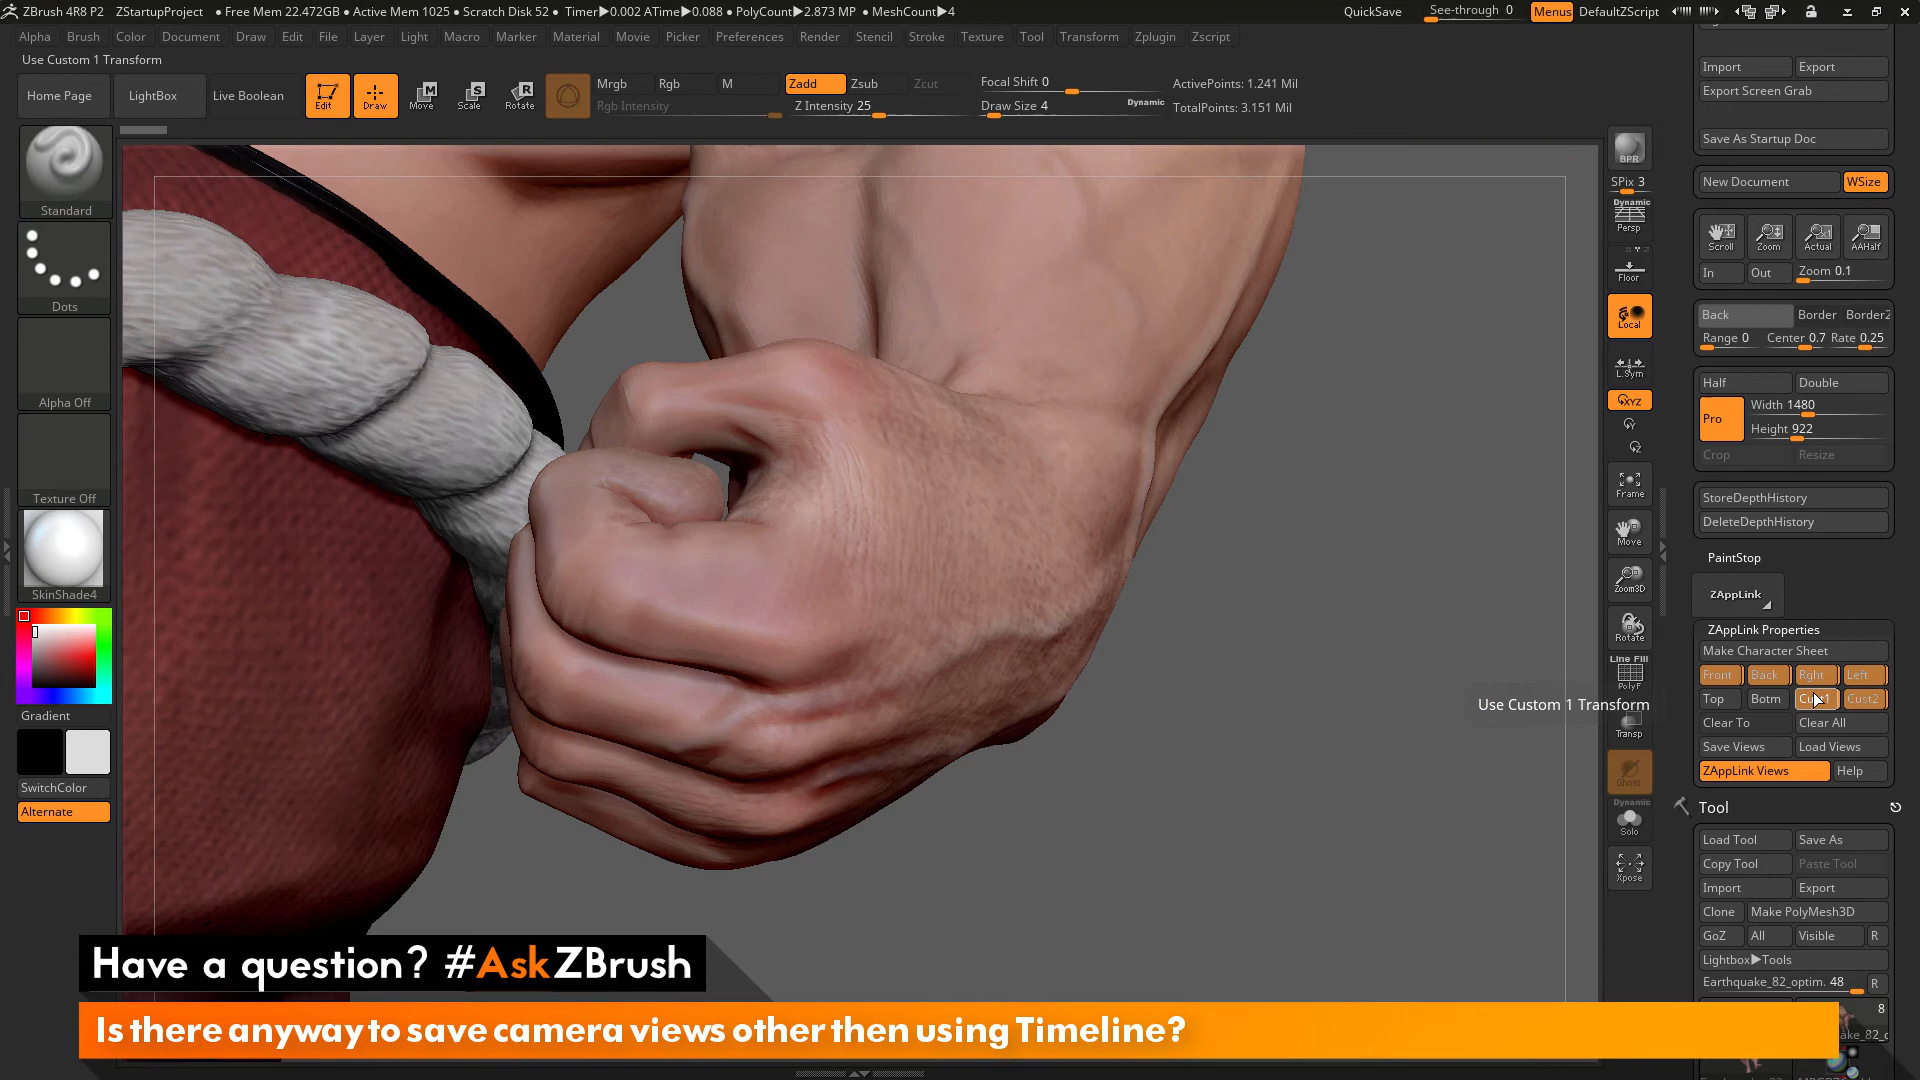 ZBrush 4R8 P2 ZStartupProject ● Free Mem 22.472GB ● Active Mem 1025 ● Scratch Disk 52 ● Timer▶0.002 ATime▶0.088 ● PolyCount▶2.873 MP ● MeshCount▶4 QuickSave See-through 0 Menus DefaultZScript
Alpha Brush Color Document Draw Edit File Layer Light Macro Marker Material Movie Picker Preferences Render Stencil Stroke Texture Tool Transform Zplugin Zscript
Use Custom 1 Transform
Home Page LightBox Live Boolean Edit Draw Move Scale Rotate
Mrgb Rgb M Zadd Zsub Zcut Focal Shift 0 ActivePoints: 1.241 Mil
Rgb Intensity Z Intensity 25 Draw Size 4 Dynamic TotalPoints: 3.151 Mil
Standard
Dots
Alpha Off
Texture Off
SkinShade4
Gradient
SwitchColor
Alternate
BPR
SPix 3
Dynamic
Persp
Floor
Local
L.Sym
XYZ
Frame
Move
Zoom3D
Rotate
Line Fill
PolyF
Use Custom 1 Transform
Transp
Ghost
Dynamic
Solo
Xpose
Import Export
Export Screen Grab
Save As Startup Doc
New Document WSize
Scroll Zoom Actual AAHalf
In Out Zoom 0.1
Back Border Border2
Range 0 Center 0.7 Rate 0.25
Half Double
Pro Width 1480
Height 922
Crop Resize
StoreDepthHistory
DeleteDepthHistory
PaintStop
ZAppLink
ZAppLink Properties
Make Character Sheet
Front Back Rght Left
Top Botm Cust1 Cust2
Clear To Clear All
Save Views Load Views
ZAppLink Views Help
Tool
Load Tool Save As
Copy Tool Paste Tool
Import Export
Clone Make PolyMesh3D
GoZ All Visible R
Lightbox▶Tools
Earthquake_82_optim. 48 R
8
Have a question? #AskZBrush
Is there anyway to save camera views other then using Timeline?